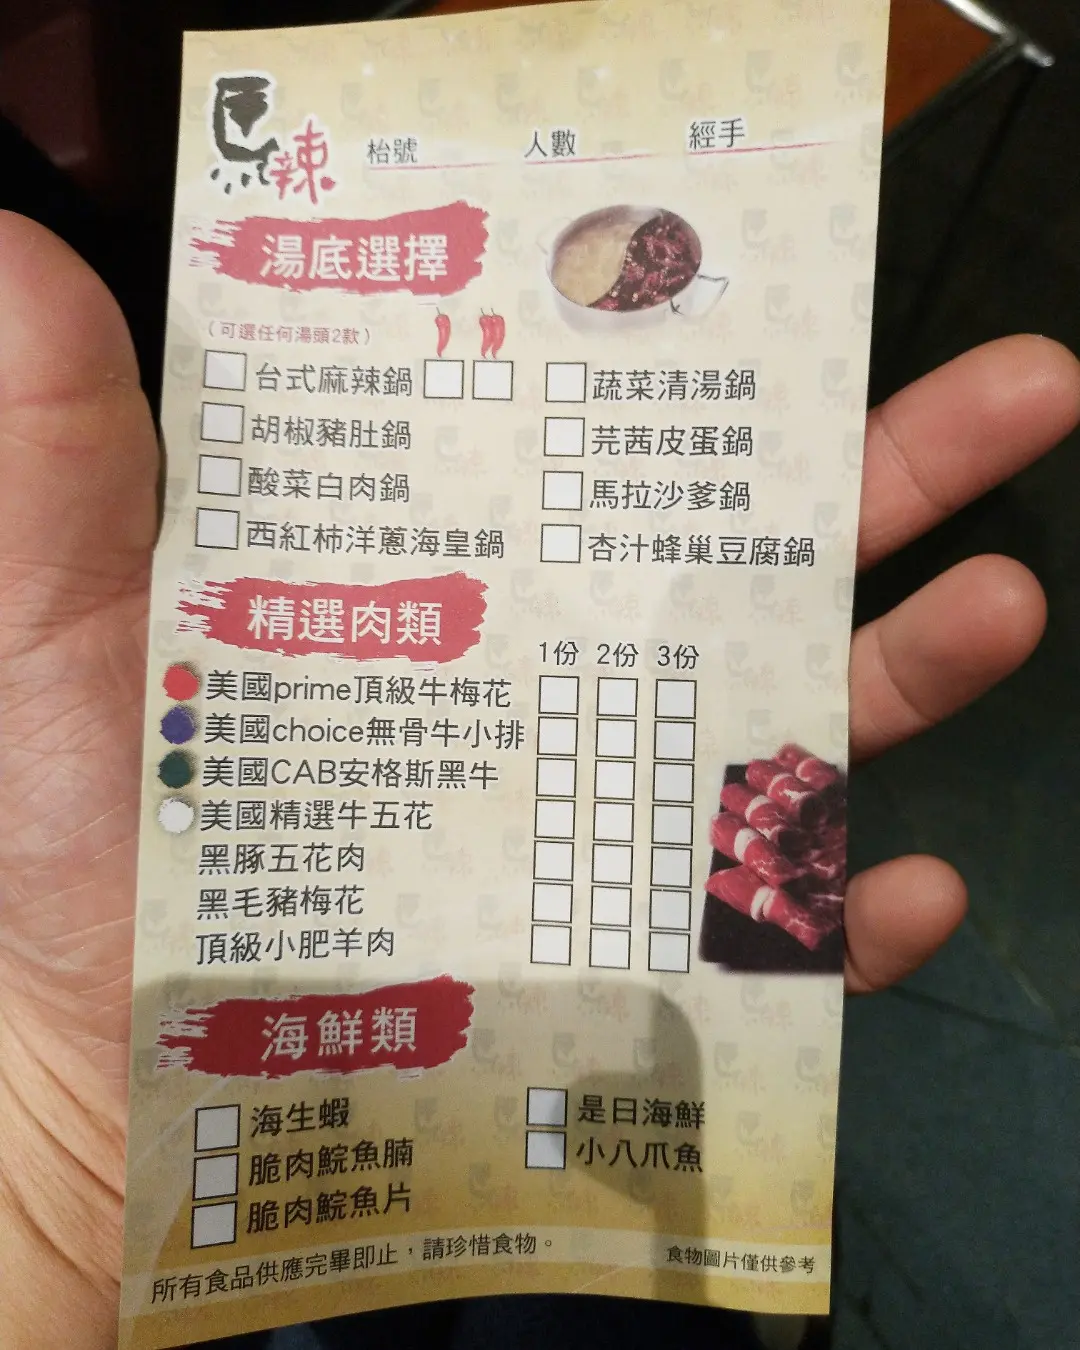 馬辣
枱號 人數 經手
湯底選擇
(可選任何湯頭2款)
台式麻辣鍋
胡椒豬肚鍋
酸菜白肉鍋
西紅柿洋蔥海皇鍋
蔬菜清湯鍋
芫茜皮蛋鍋
馬拉沙爹鍋
杏汁蜂巢豆腐鍋
精選肉類
1份 2份 3份
美國prime頂級牛梅花
美國choice無骨牛小排
美國CAB安格斯黑牛
美國精選牛五花
黑豚五花肉
黑毛豬梅花
頂級小肥羊肉
海鮮類
海生蝦
脆肉鯇魚腩
脆肉鯇魚片
是日海鮮
小八爪魚
所有食品供應完畢即止，請珍惜食物。
食物圖片僅供參考